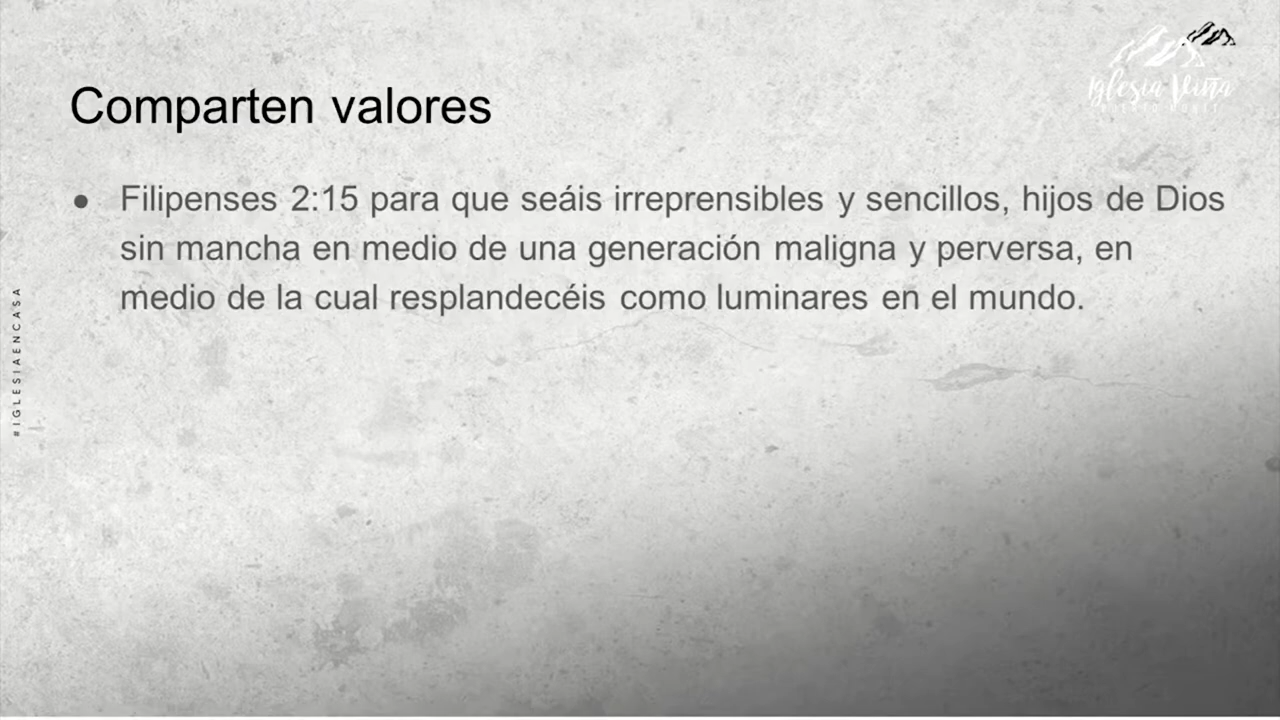 Iglesia Viña
Comparten valores
● Filipenses 2:15 para que seáis irreprensibles y sencillos, hijos de Dios
sin mancha en medio de una generación maligna y perversa, en
medio de la cual resplandecéis como luminares en el mundo.
#IGLESIAENCASA